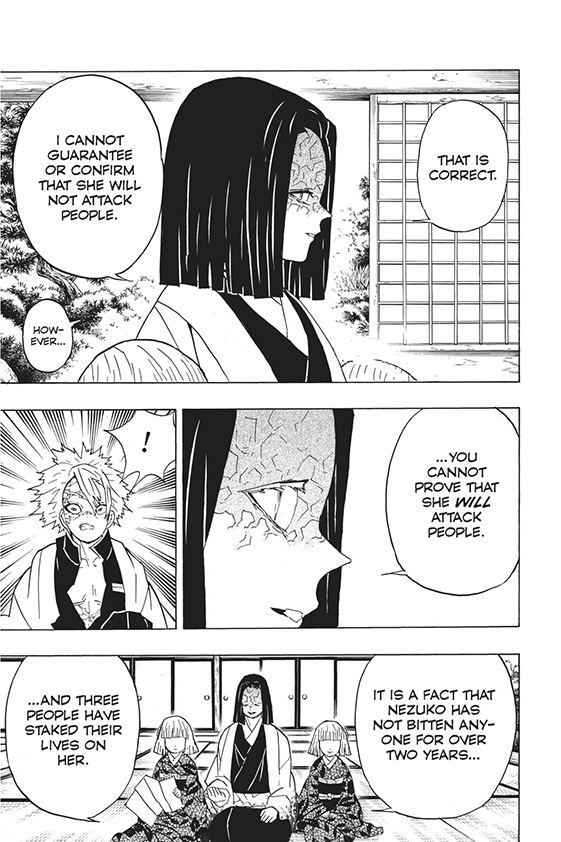 THAT IS
CORRECT.
I CANNOT
GUARANTEE
OR CONFIRM
THAT SHE WILL
NOT ATTACK
PEOPLE.
HOW-
EVER...
...YOU
CANNOT
PROVE THAT
SHE WILL
ATTACK
PEOPLE.
!
IT IS A FACT THAT
NEZUKO HAS
NOT BITTEN ANY-
ONE FOR OVER
TWO YEARS...
...AND THREE
PEOPLE HAVE
STAKED THEIR
LIVES ON
HER.